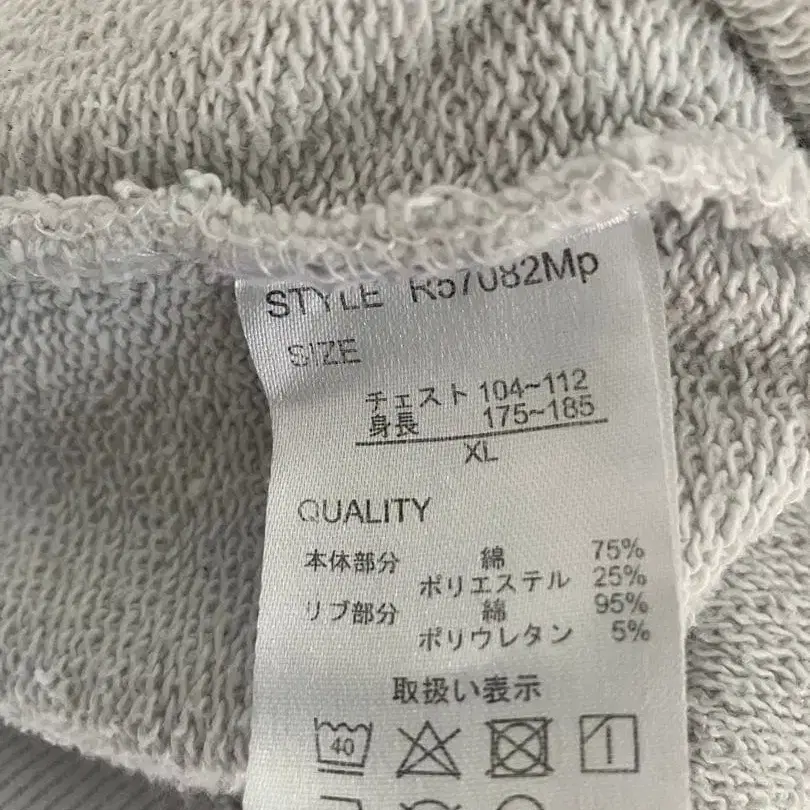 STYLE R57082Mp
SIZE
チェスト 104~112
身長 175~185
XL
QUALITY
本体部分 綿 75%
ポリエステル 25%
リブ部分 綿 95%
ポリウレタン 5%
取扱い表示
40